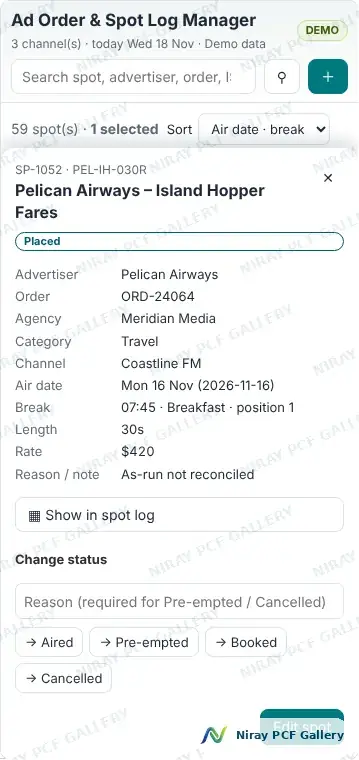 Ad Order & Spot Log Manager
3 channel(s) · today Wed 18 Nov · Demo data
DEMO
Search spot, advertiser, order, I
59 spot(s) · 1 selected Sort Air date · break
SP-1052 · PEL-IH-030R
Pelican Airways – Island Hopper
Fares
Placed
Advertiser Pelican Airways
Order ORD-24064
Agency Meridian Media
Category Travel
Channel Coastline FM
Air date Mon 16 Nov (2026-11-16)
Break 07:45 · Breakfast · position 1
Length 30s
Rate $420
Reason / note As-run not reconciled
▦ Show in spot log
Change status
Reason (required for Pre-empted / Cancelled)
→ Aired → Pre-empted → Booked
→ Cancelled
Edit spot
Niray PCF Gallery
NIRAY PCF GALLERY